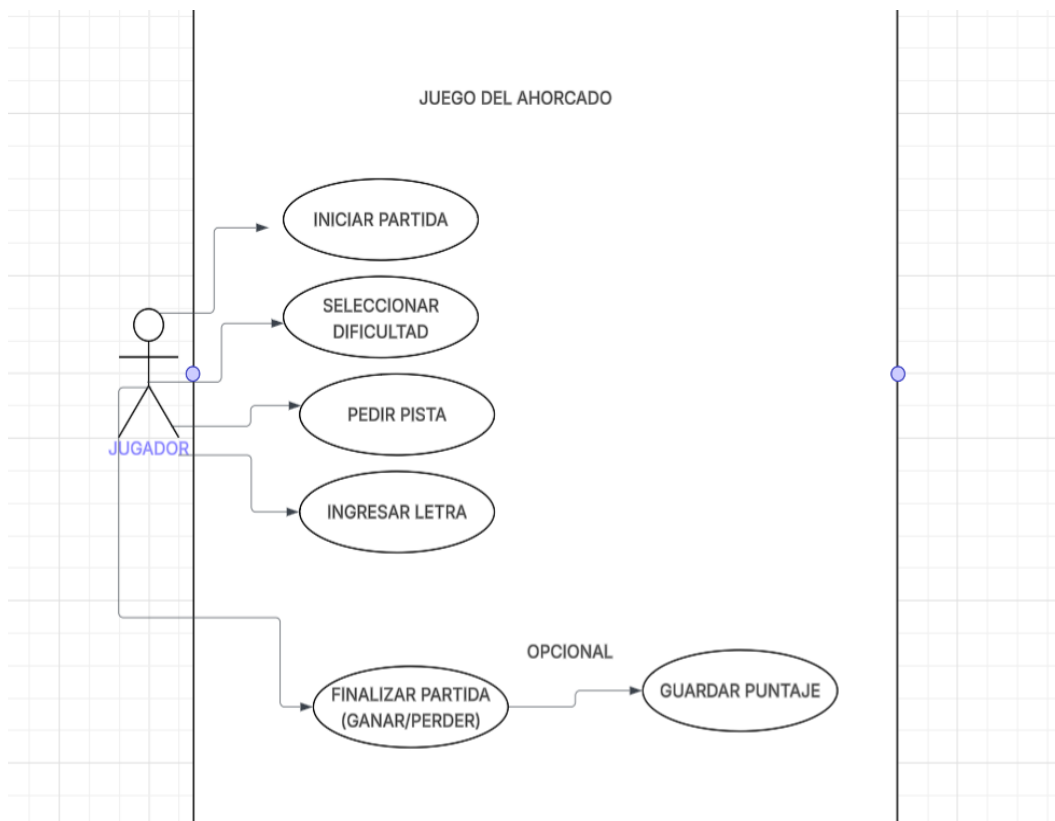 JUEGO DEL AHORCADO
INICIAR PARTIDA
SELECCIONAR
DIFICULTAD
PEDIR PISTA
JUGADOR
INGRESAR LETRA
OPCIONAL
FINALIZAR PARTIDA
(GANAR/PERDER)
GUARDAR PUNTAJE